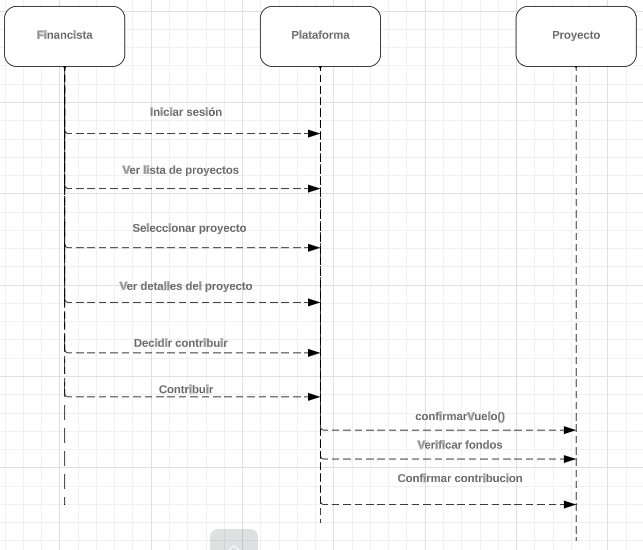 Financista
Plataforma
Proyecto
Iniciar sesión
Ver lista de proyectos
Seleccionar proyecto
Ver detalles del proyecto
Decidir contribuir
Contribuir
confirmarVuelo()
Verificar fondos
Confirmar contribucion